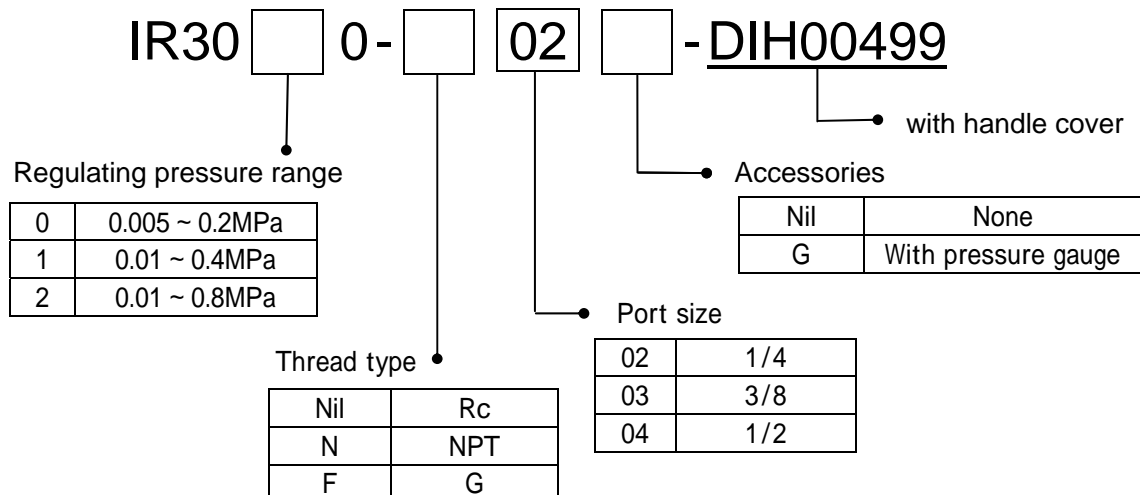 IR30 0- 02 -DIH00499
with handle cover
Regulating pressure range
0 0.005 ~ 0.2MPa
1 0.01 ~ 0.4MPa
2 0.01 ~ 0.8MPa
Accessories
Nil None
G With pressure gauge
Port size
02 1/4
03 3/8
04 1/2
Thread type
Nil Rc
N NPT
F G